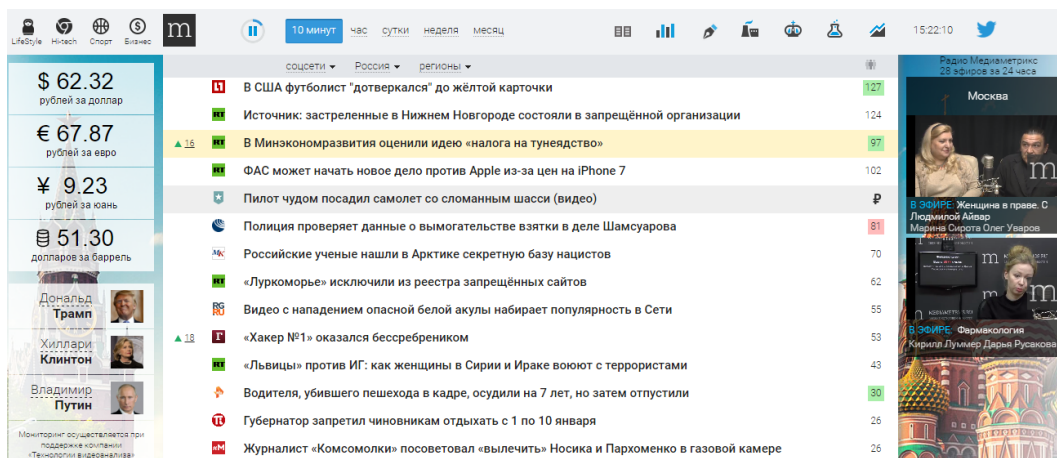 LifeStyle Hi-tech Спорт Бизнес m
10 минут час сутки неделя месяц
15:22:10
соцсети Россия регионы
$ 62.32
рублей за доллар
€ 67.87
рублей за евро
¥ 9.23
рублей за юань
51.30
долларов за баррель
Дональд
Трамп
Хиллари
Клинтон
Владимир
Путин
Мониторинг осуществляется при
поддержке компании
«Технологии видеоанализа»
В США футболист "дотверкался" до жёлтой карточки 127
RT Источник: застреленные в Нижнем Новгороде состояли в запрещённой организации 124
▲ 16 RT В Минэкономразвития оценили идею «налога на тунеядство» 97
RT ФАС может начать новое дело против Apple из-за цен на iPhone 7 102
Пилот чудом посадил самолет со сломанным шасси (видео) ₽
Полиция проверяет данные о вымогательстве взятки в деле Шамсуарова 81
МК Российские ученые нашли в Арктике секретную базу нацистов 70
RT «Луркоморье» исключили из реестра запрещённых сайтов 62
RG RU Видео с нападением опасной белой акулы набирает популярность в Сети 55
▲ 18 Г «Хакер №1» оказался бессребреником 53
RT «Львицы» против ИГ: как женщины в Сирии и Ираке воюют с террористами 43
Водителя, убившего пешехода в кадре, осудили на 7 лет, но затем отпустили 30
Губернатор запретил чиновникам отдыхать с 1 по 10 января 26
«М Журналист «Комсомолки» посоветовал «вылечить» Носика и Пархоменко в газовой камере 26
Радио Медиаметрикс
28 эфиров за 24 часа
Москва
m
В ЭФИРЕ: Женщина в праве. С
Людмилой Айвар
Марина Сирота Олег Уваров
m
m
В ЭФИРЕ: Фармакология
Кирилл Луммер Дарья Русакова